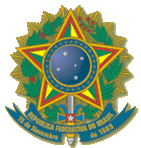 REPUBLICA FEDERATIVA DO BRASIL
15 de Novembro de 1889